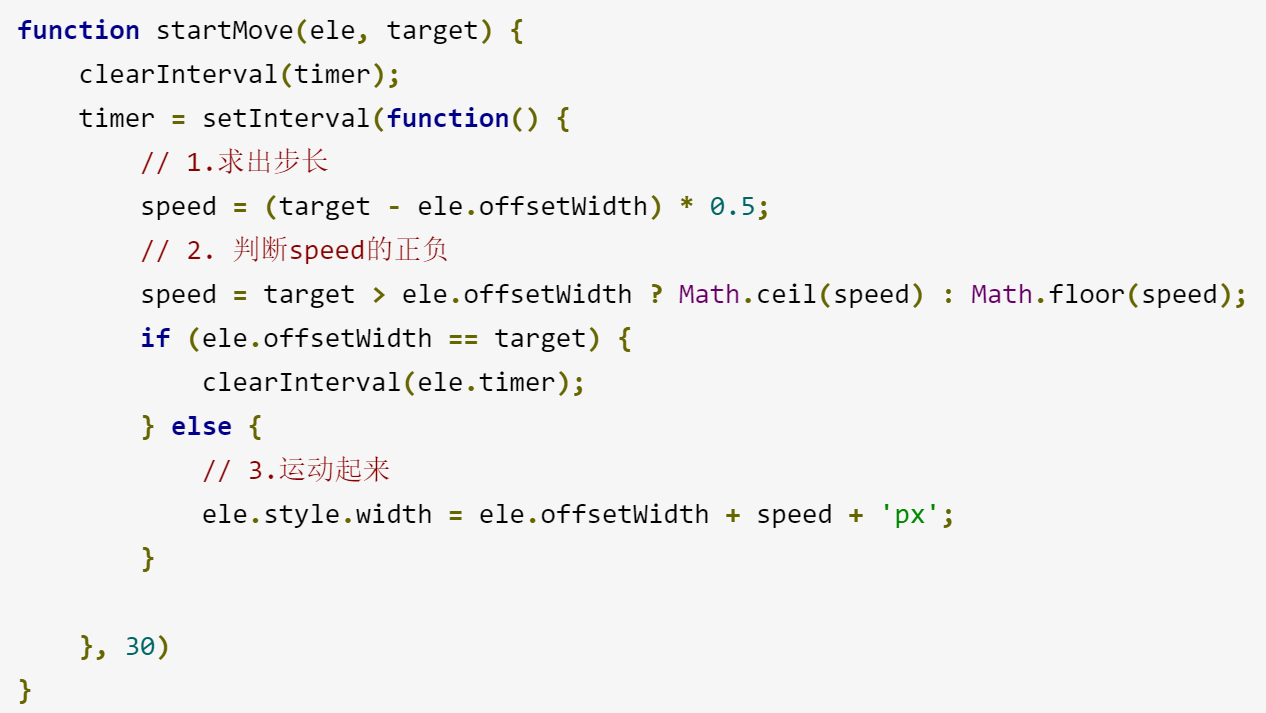 function startMove(ele, target) {
    clearInterval(timer);
    timer = setInterval(function() {
        // 1.求出步长
        speed = (target - ele.offsetWidth) * 0.5;
        // 2. 判断speed的正负
        speed = target > ele.offsetWidth ? Math.ceil(speed) : Math.floor(speed);
        if (ele.offsetWidth == target) {
            clearInterval(ele.timer);
        } else {
            // 3.运动起来
            ele.style.width = ele.offsetWidth + speed + 'px';
        }
    }, 30)
}